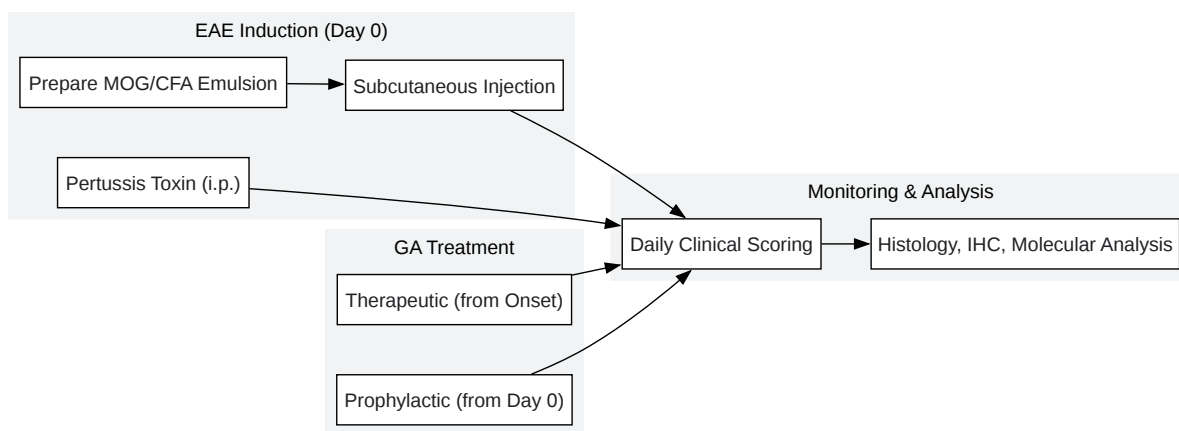 EAE Induction (Day 0)
Prepare MOG/CFA Emulsion
Subcutaneous Injection
Pertussis Toxin (i.p.)
GA Treatment
Therapeutic (from Onset)
Prophylactic (from Day 0)
Monitoring & Analysis
Daily Clinical Scoring
Histology, IHC, Molecular Analysis